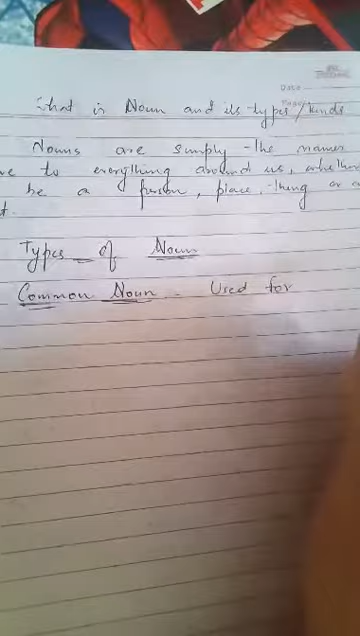 Date
What is Noun and its types/kinds
Nouns are simply the names
to everything around us, whether
be a person, place, thing or
Types of Noun
Common Noun - Used for